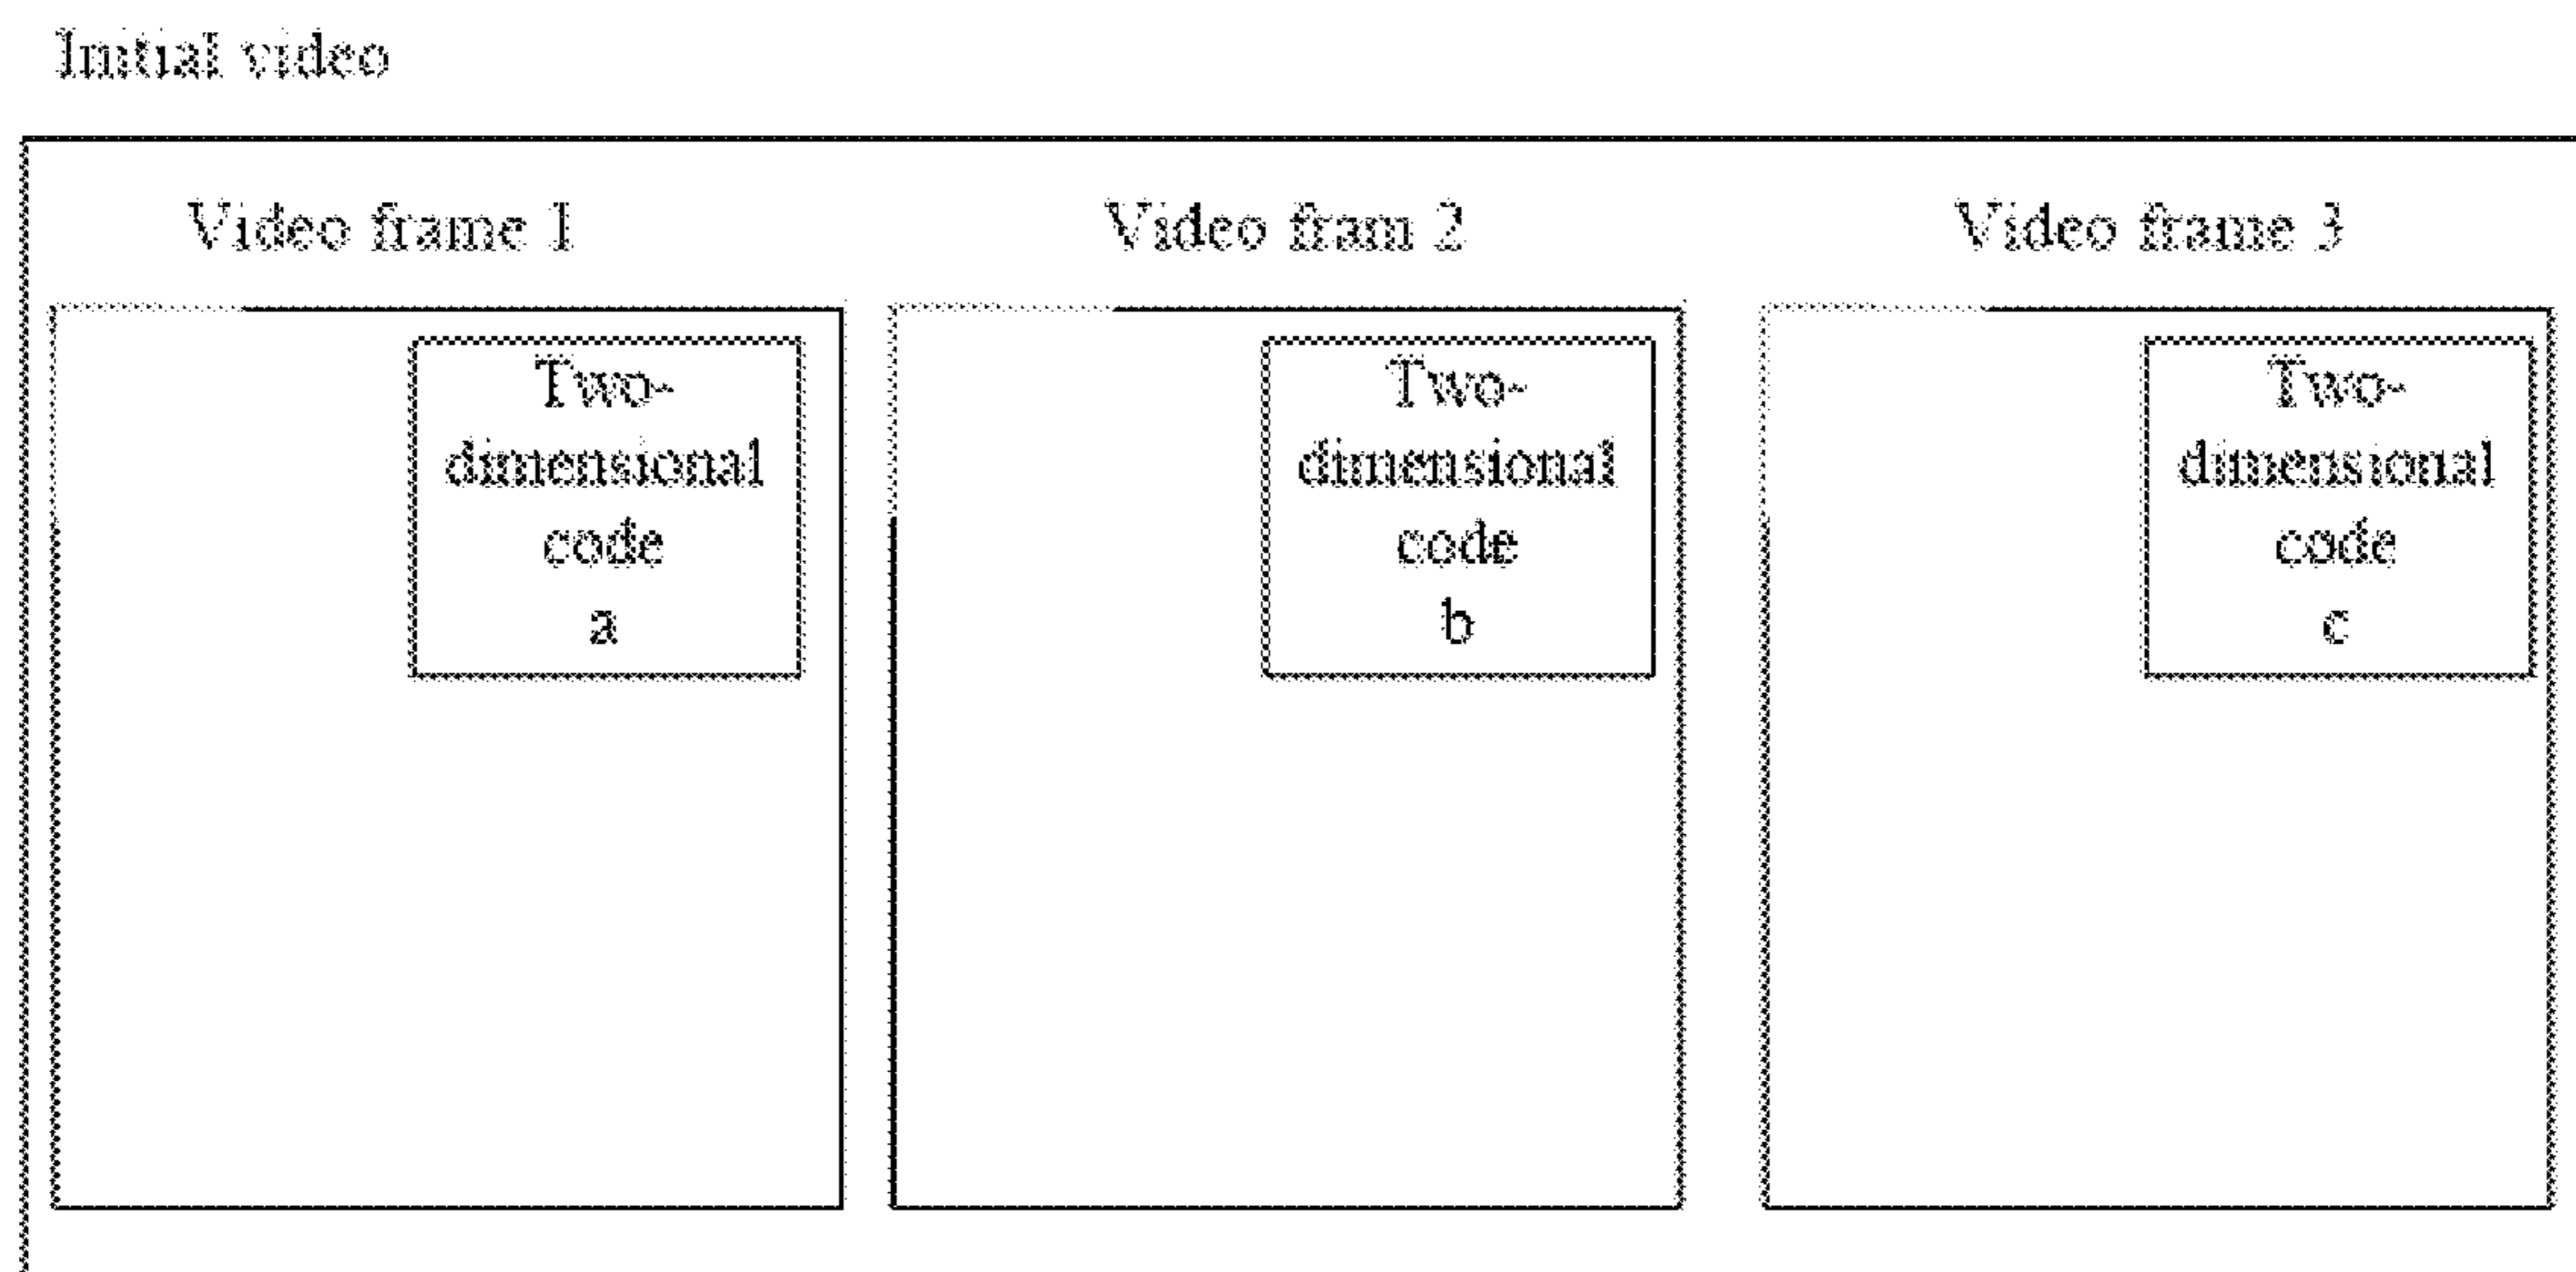 Initial video
Video frame 1
Video fram 2
Video frame 3
Two-
dimensional
code
a
Two-
dimensional
code
b
Two-
dimensional
code
c